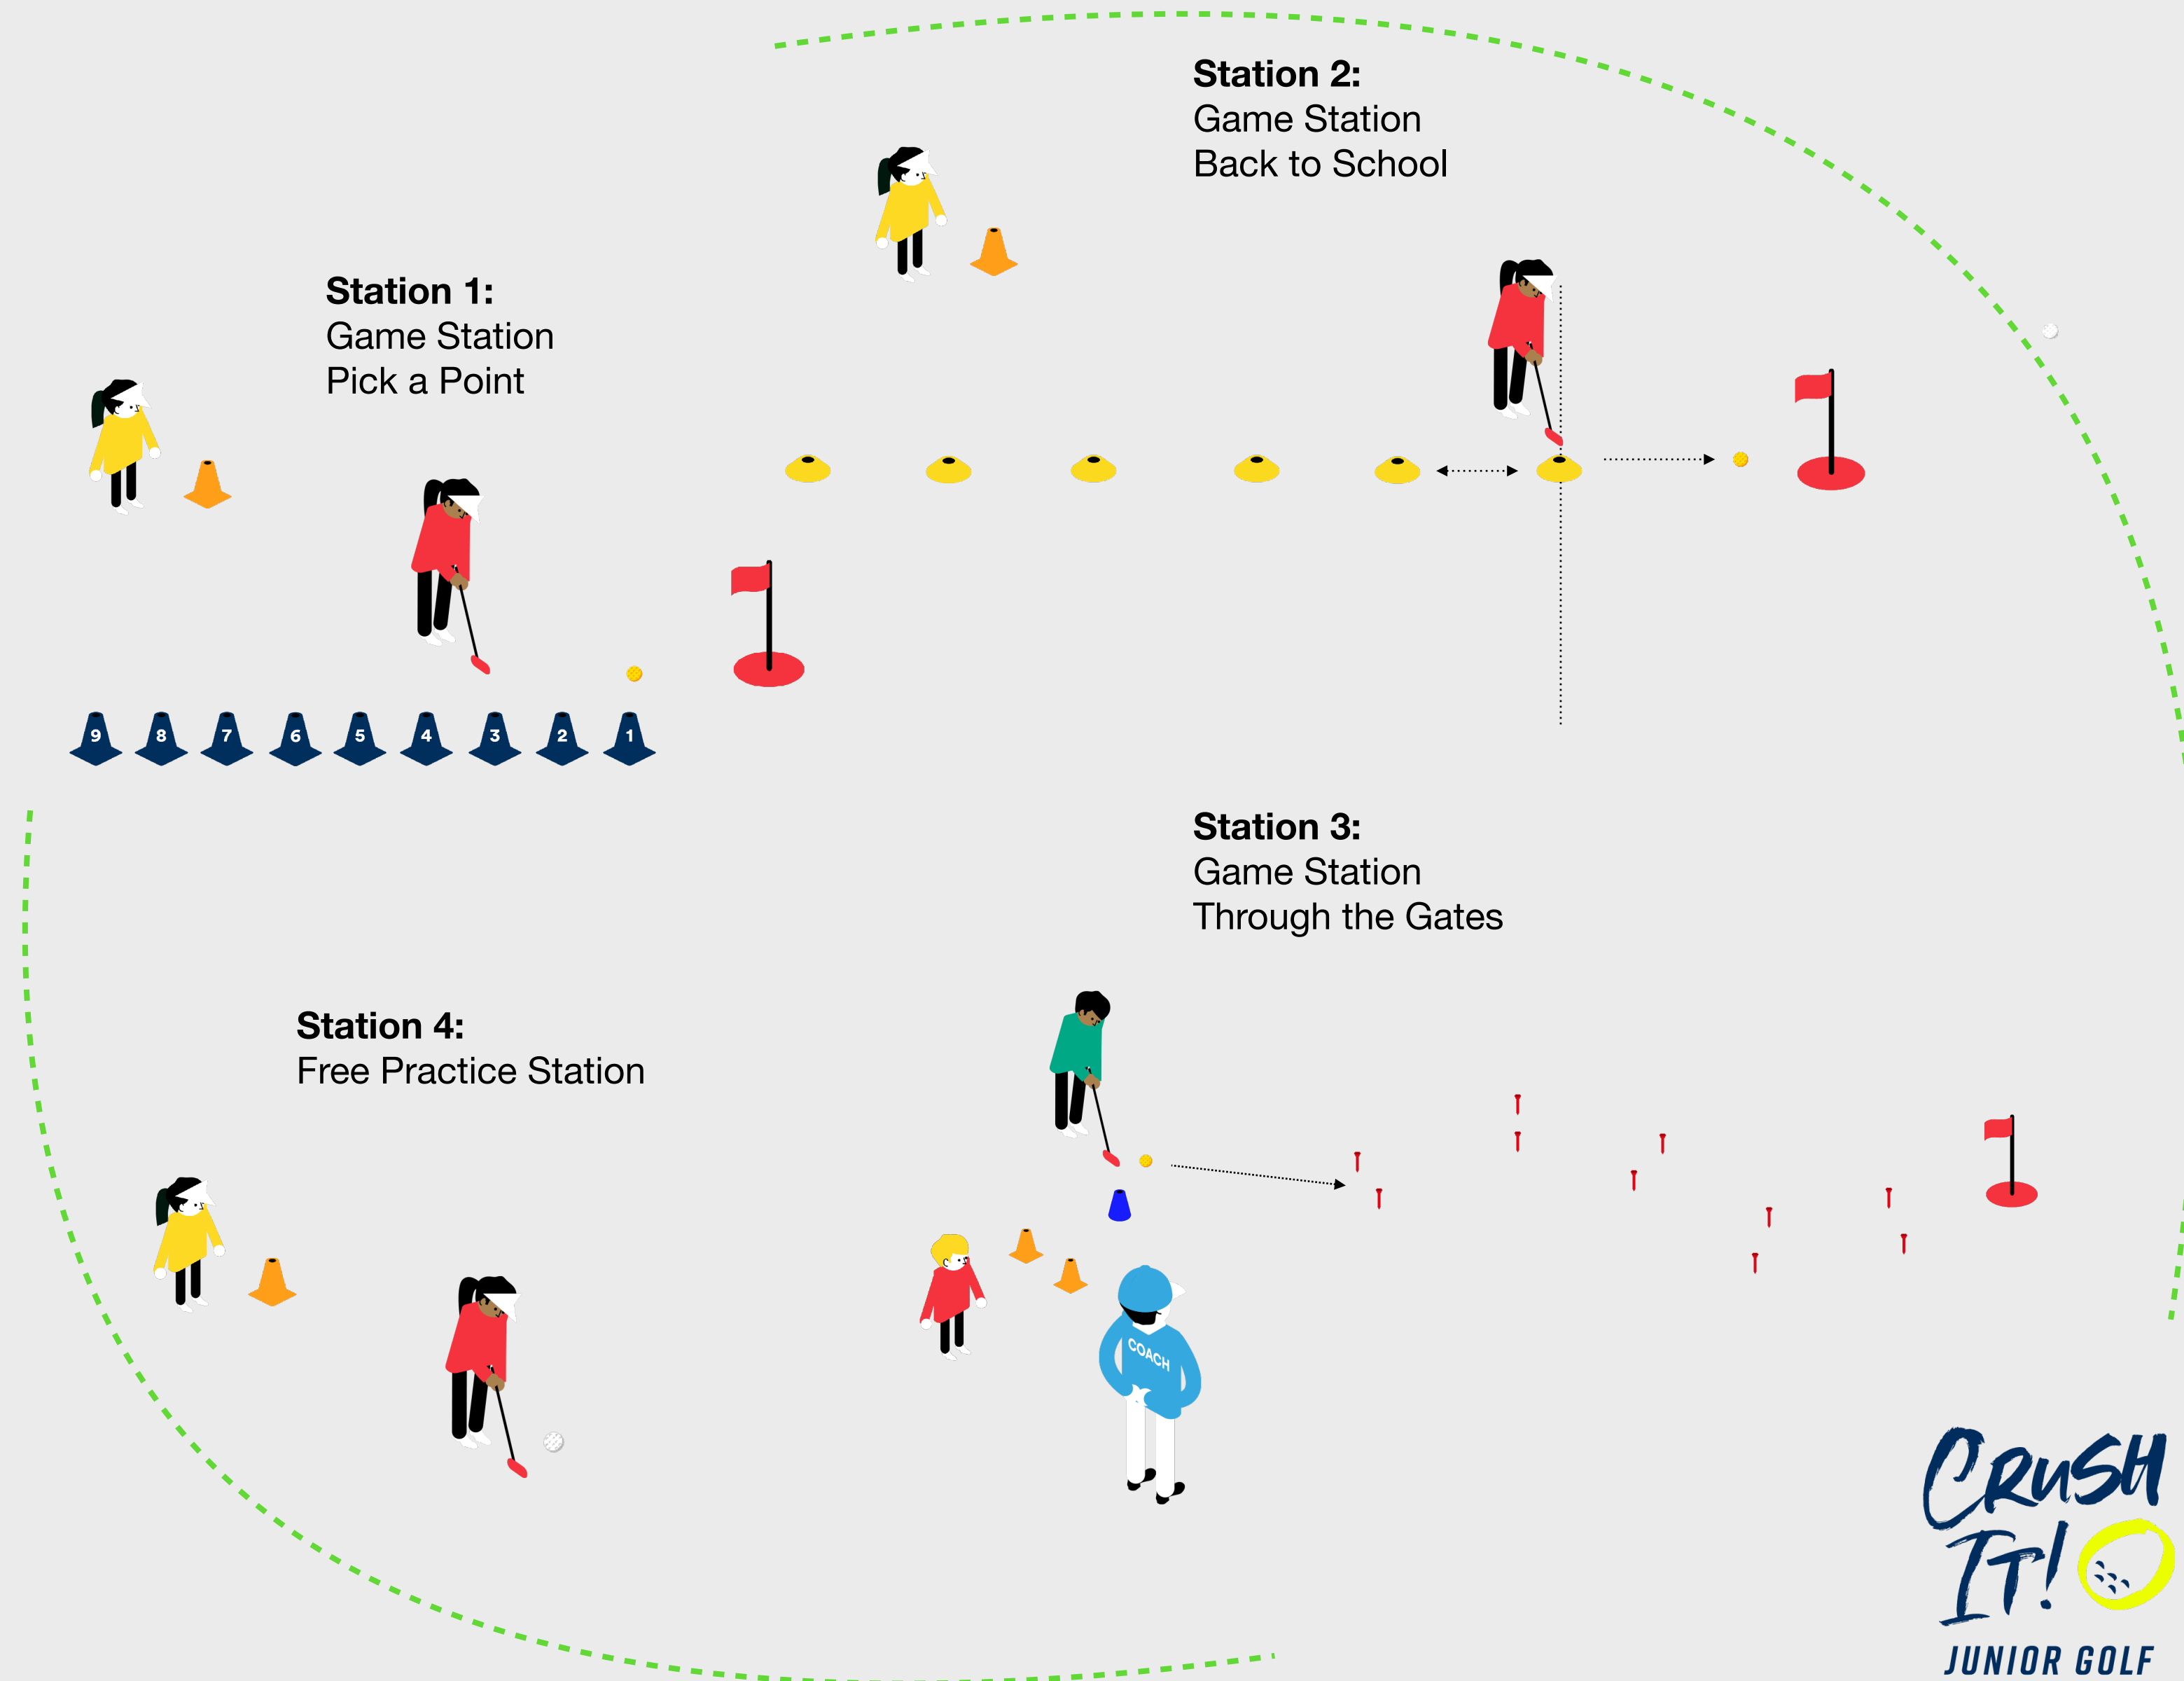 Station 2:
Game Station
Back to School
Station 1:
Game Station
Pick a Point
9 8 7 6 5 4 3 2 1
Station 3:
Game Station
Through the Gates
Station 4:
Free Practice Station
COACH
CRUSH
IT!
JUNIOR GOLF